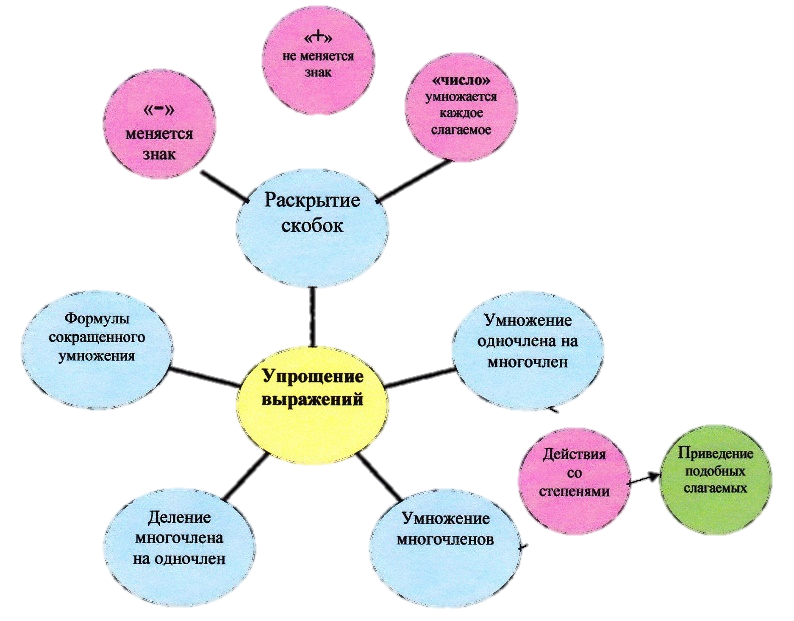 «+»
не меняется
знак
«-»
меняется
знак
«число»
умножается
каждое
слагаемое
Раскрытие
скобок
Формулы
сокращенного
умножения
Умножение
одночлена на
многочлен
Упрощение
выражений
Действия
со
степенями
Приведение
подобных
слагаемых
Деление
многочлена
на одночлен
Умножение
многочленов